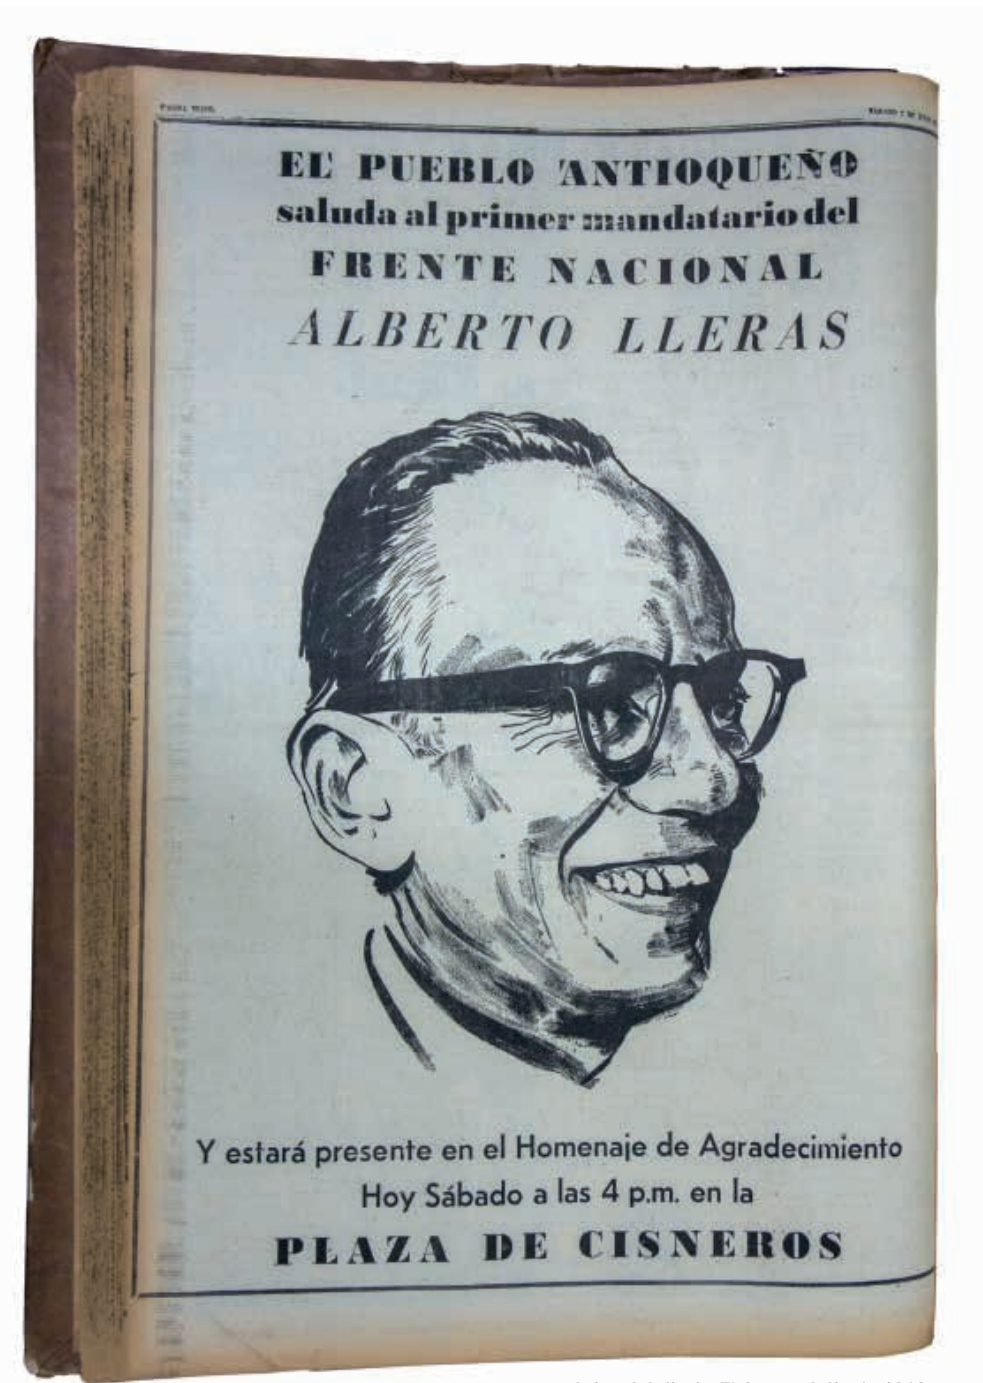 EL PUEBLO ANTIOQUEÑO
saluda al primer mandatario del
FRENTE NACIONAL
ALBERTO LLERAS
Y estará presente en el Homenaje de Agradecimiento
Hoy Sábado a las 4 p.m. en la
PLAZA DE CISNEROS